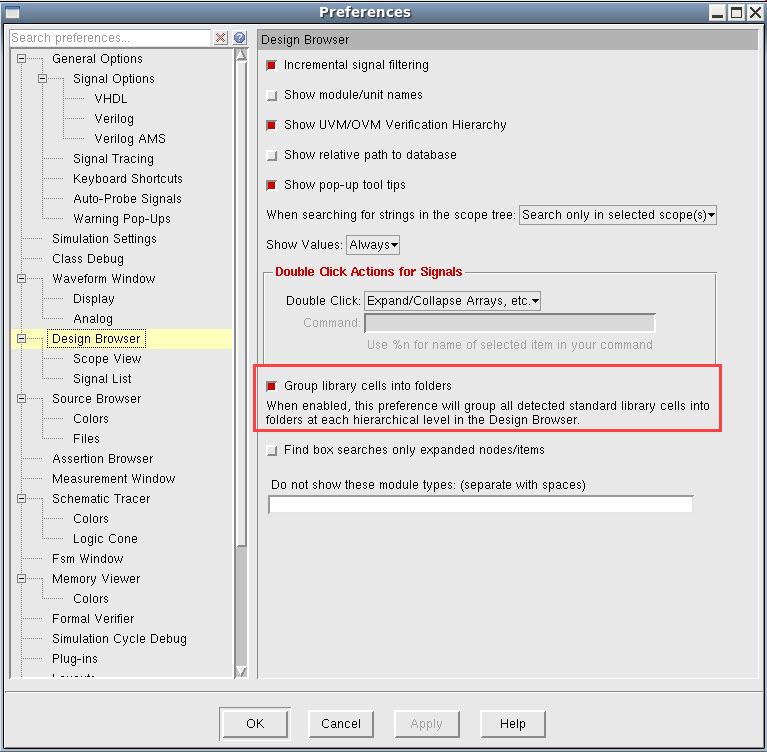 Preferences
Search preferences...
General Options
Signal Options
VHDL
Verilog
Verilog AMS
Signal Tracing
Keyboard Shortcuts
Auto-Probe Signals
Warning Pop-Ups
Simulation Settings
Class Debug
Waveform Window
Display
Analog
Design Browser
Scope View
Signal List
Source Browser
Colors
Files
Assertion Browser
Measurement Window
Schematic Tracer
Colors
Logic Cone
Fsm Window
Memory Viewer
Colors
Formal Verifier
Simulation Cycle Debug
Plug-ins
Design Browser
Incremental signal filtering
Show module/unit names
Show UVM/OVM Verification Hierarchy
Show relative path to database
Show pop-up tool tips
When searching for strings in the scope tree: Search only in selected scope(s)
Show Values: Always
Double Click Actions for Signals
Double Click: Expand/Collapse Arrays, etc.
Command:
Use %n for name of selected item in your command
Group library cells into folders
When enabled, this preference will group all detected standard library cells into
folders at each hierarchical level in the Design Browser.
Find box searches only expanded nodes/items
Do not show these module types: (separate with spaces)
OK
Cancel
Apply
Help